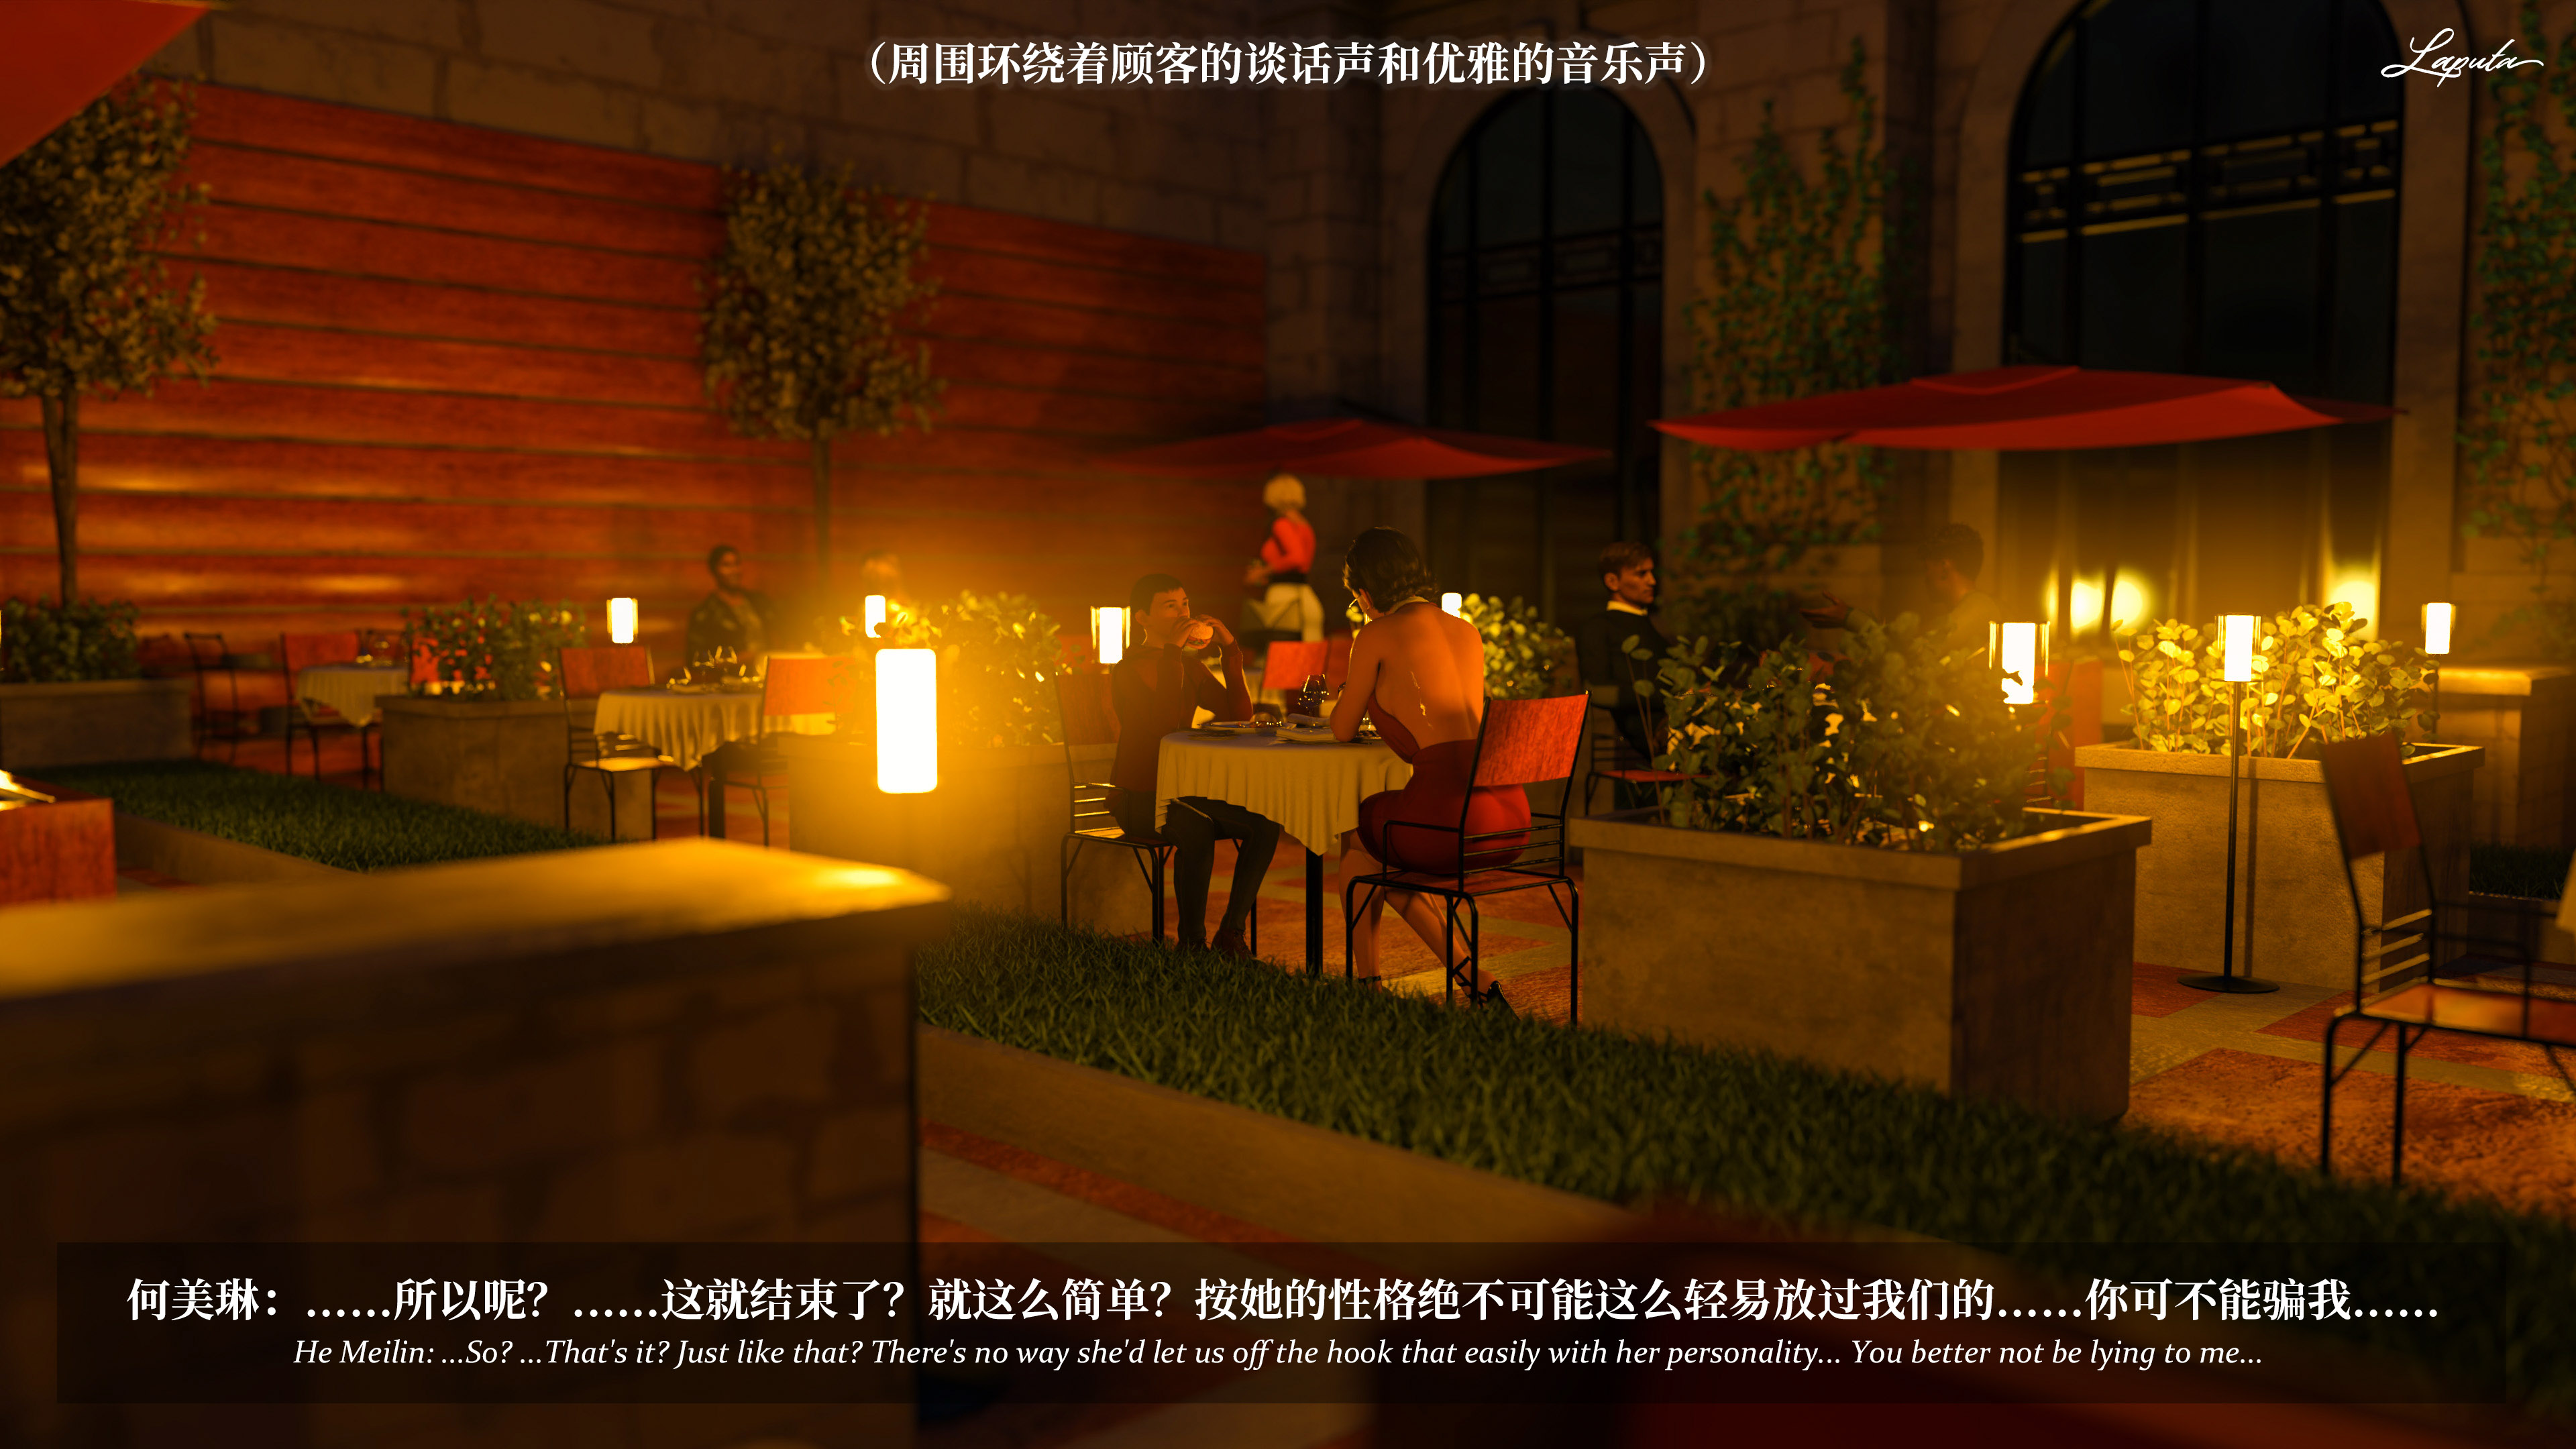 （周围环绕着顾客的谈话声和优雅的音乐声）
Laputa
何美琳：……所以呢？……这就结束了？就这么简单？按她的性格绝不可能这么轻易放过我们的……你可不能骗我……
He Meilin: ...So? ...That's it? Just like that? There's no way she'd let us off the hook that easily with her personality... You better not be lying to me...